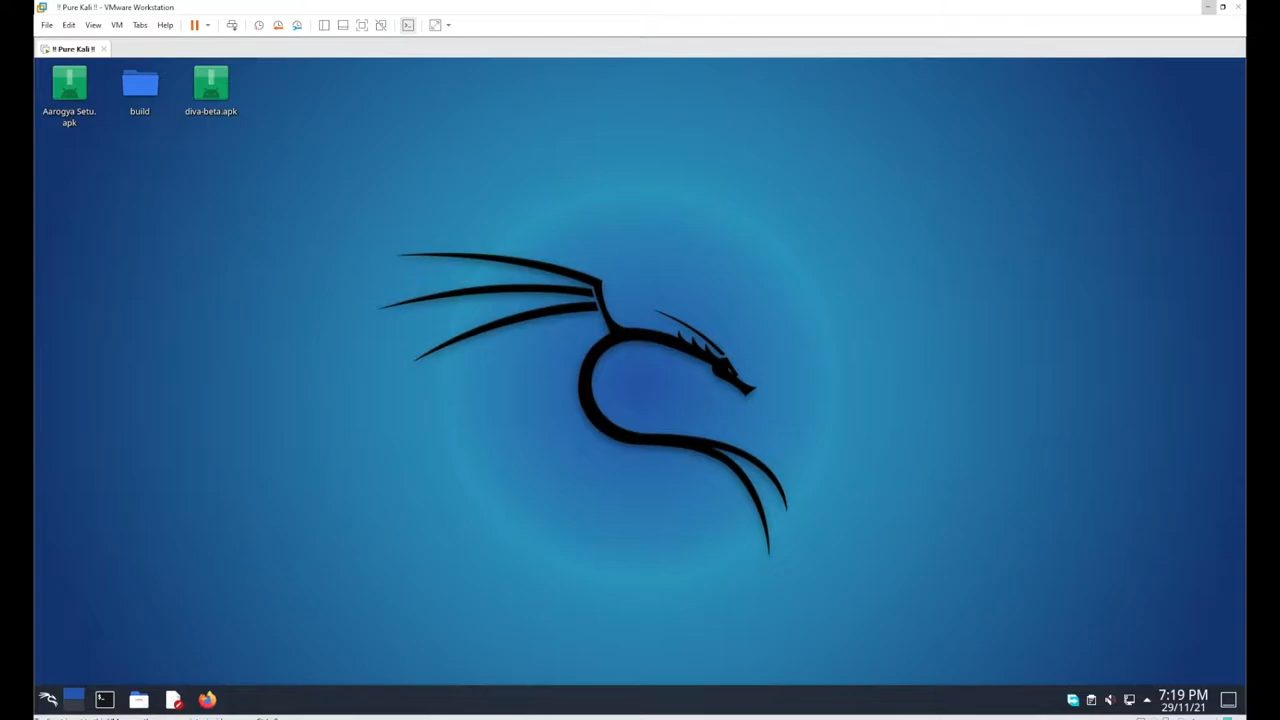 !! Pure Kali !! - VMware Workstation
File Edit View VM Tabs Help
!! Pure Kali !!
Aarogya Setu.
apk
build
diva-beta.apk
7:19 PM
29/11/21